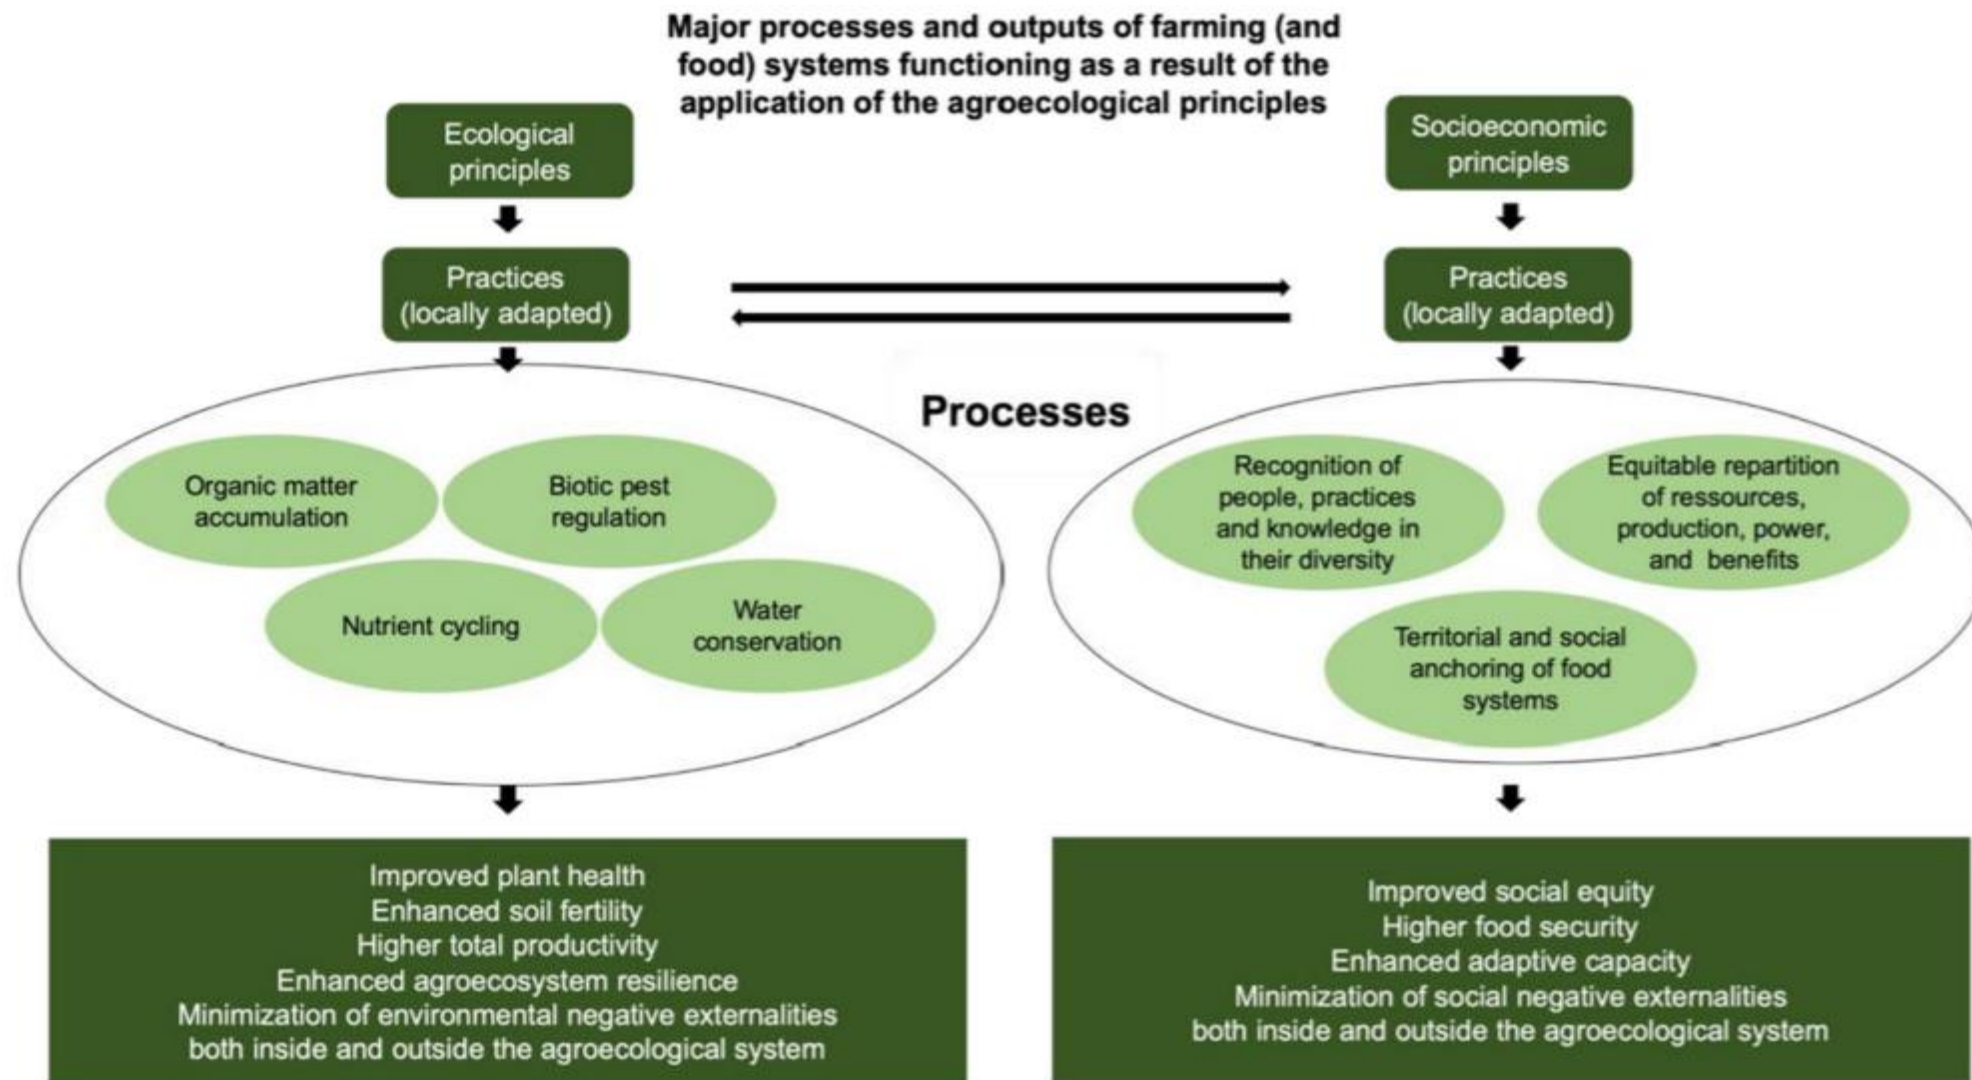 Major processes and outputs of farming (and
food) systems functioning as a result of the
application of the agroecological principles
Ecological
principles
Socioeconomic
principles
Practices
(locally adapted)
Practices
(locally adapted)
Processes
Organic matter
accumulation
Biotic pest
regulation
Nutrient cycling
Water
conservation
Recognition of
people, practices
and knowledge in
their diversity
Equitable repartition
of ressources,
production, power,
and benefits
Territorial and social
anchoring of food
systems
Improved plant health
Enhanced soil fertility
Higher total productivity
Enhanced agroecosystem resilience
Minimization of environmental negative externalities
both inside and outside the agroecological system
Improved social equity
Higher food security
Enhanced adaptive capacity
Minimization of social negative externalities
both inside and outside the agroecological system